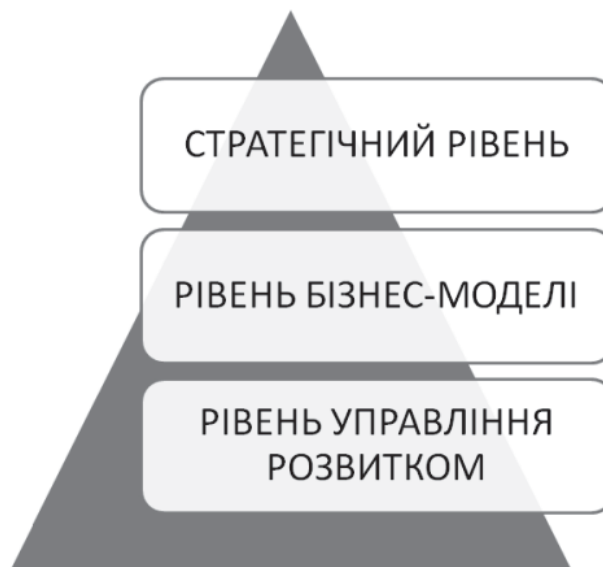 СТРАТЕГІЧНИЙ РІВЕНЬ
РІВЕНЬ БІЗНЕС-МОДЕЛІ
РІВЕНЬ УПРАВЛІННЯ
РОЗВИТКОМ